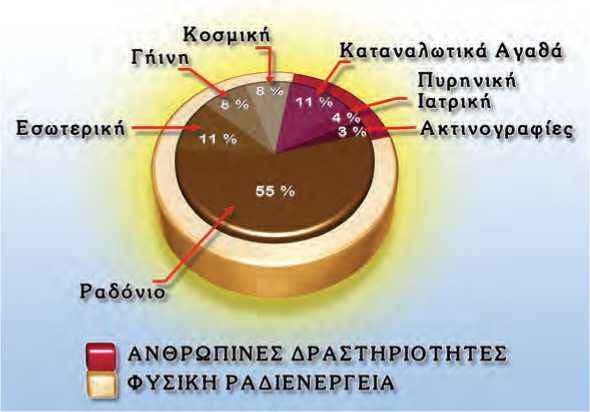 Κοσμική
Γήινη
Καταναλωτικά Αγαθά
Πυρηνική
Ιατρική
Εσωτερική
Ακτινογραφίες
8 %
8 %
11 %
4 %
3 %
11 %
55 %
Ραδόνιο
ΑΝΘΡΩΠΙΝΕΣ ΔΡΑΣΤΗΡΙΟΤΗΤΕΣ
ΦΥΣΙΚΗ ΡΑΔΙΕΝΕΡΓΕΙΑ